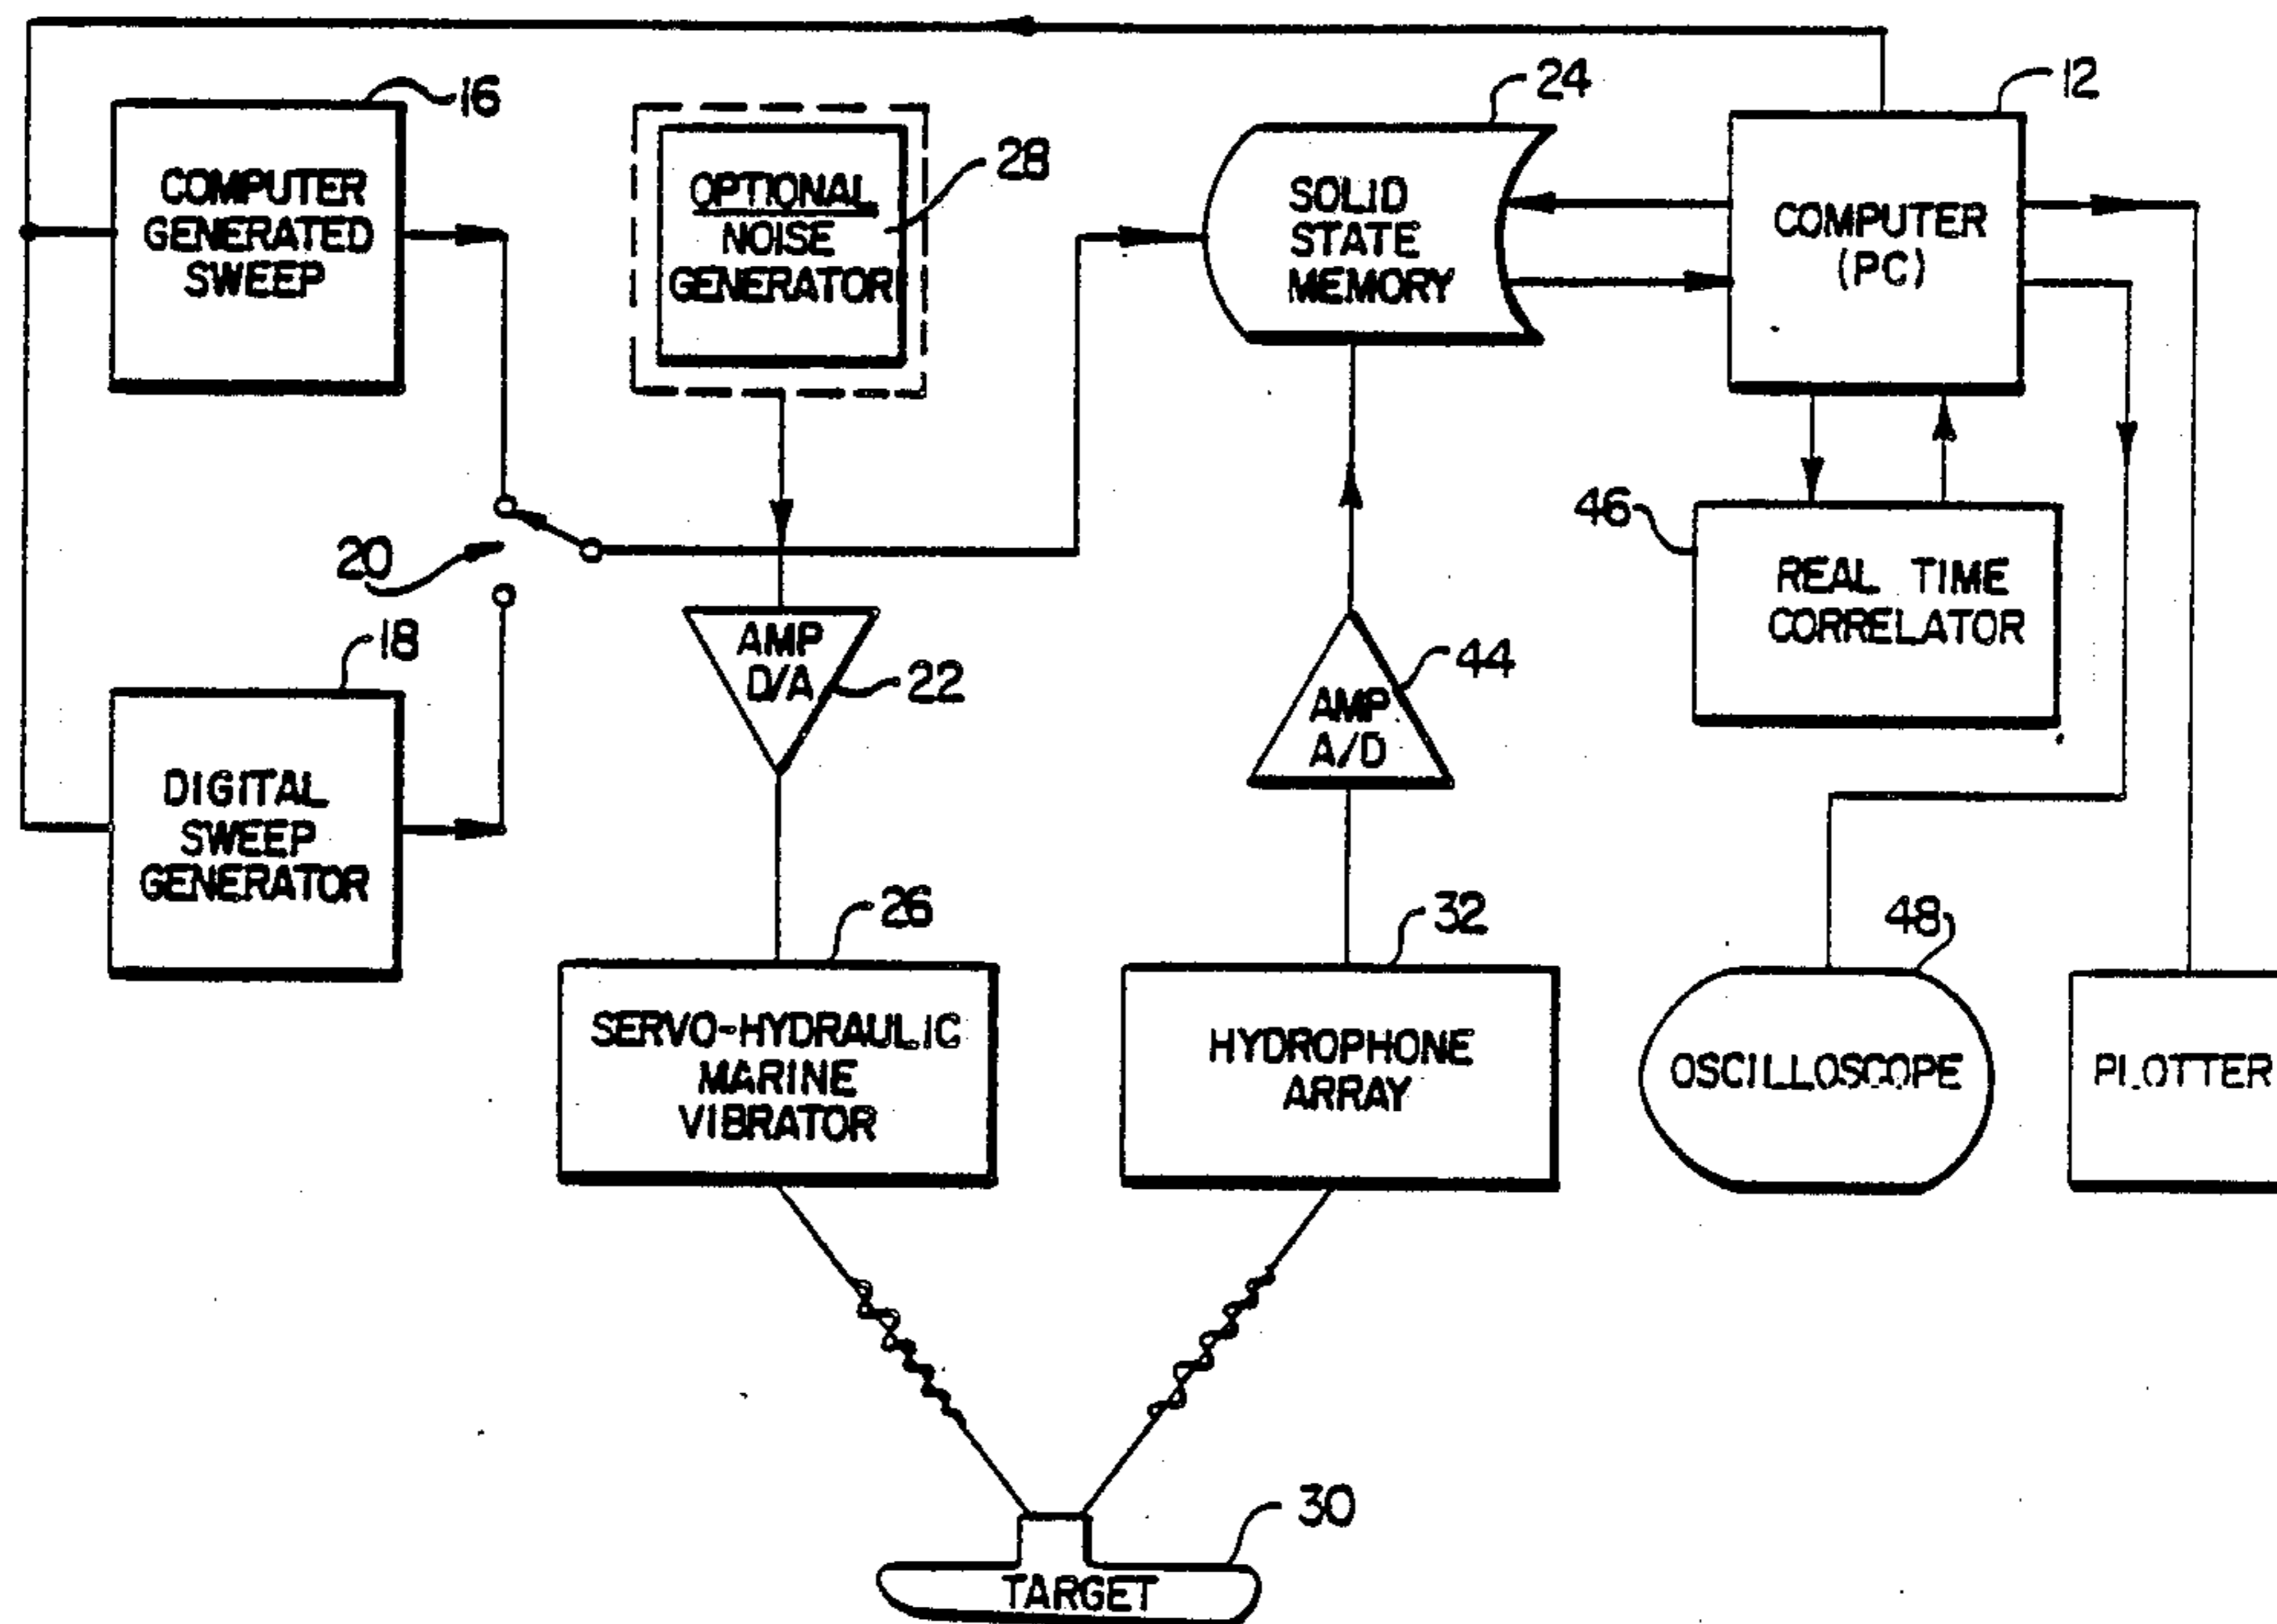 16
COMPUTER
GENERATED
SWEEP
OPTIONAL
NOISE
GENERATOR
28
24
SOLID
STATE
MEMORY
12
COMPUTER
(PC)
20
18
DIGITAL
SWEEP
GENERATOR
AMP
D/A
22
44
AMP
A/D
46
REAL TIME
CORRELATOR
26
SERVO-HYDRAULIC
MARINE
VIBRATOR
32
HYDROPHONE
ARRAY
48
OSCILLOSCOPE
PLOTTER
30
TARGET